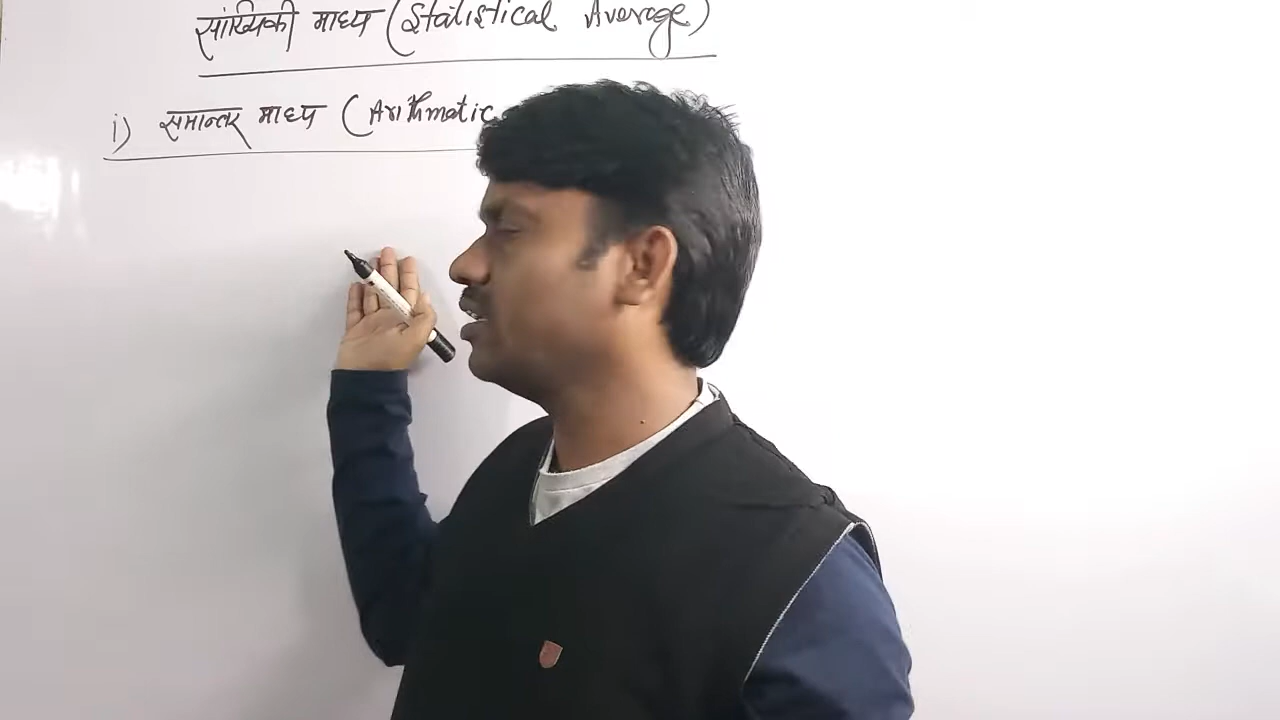 सांख्यिकी माध्य (Statistical Average)
i) समान्तर माध्य (Arithmatic